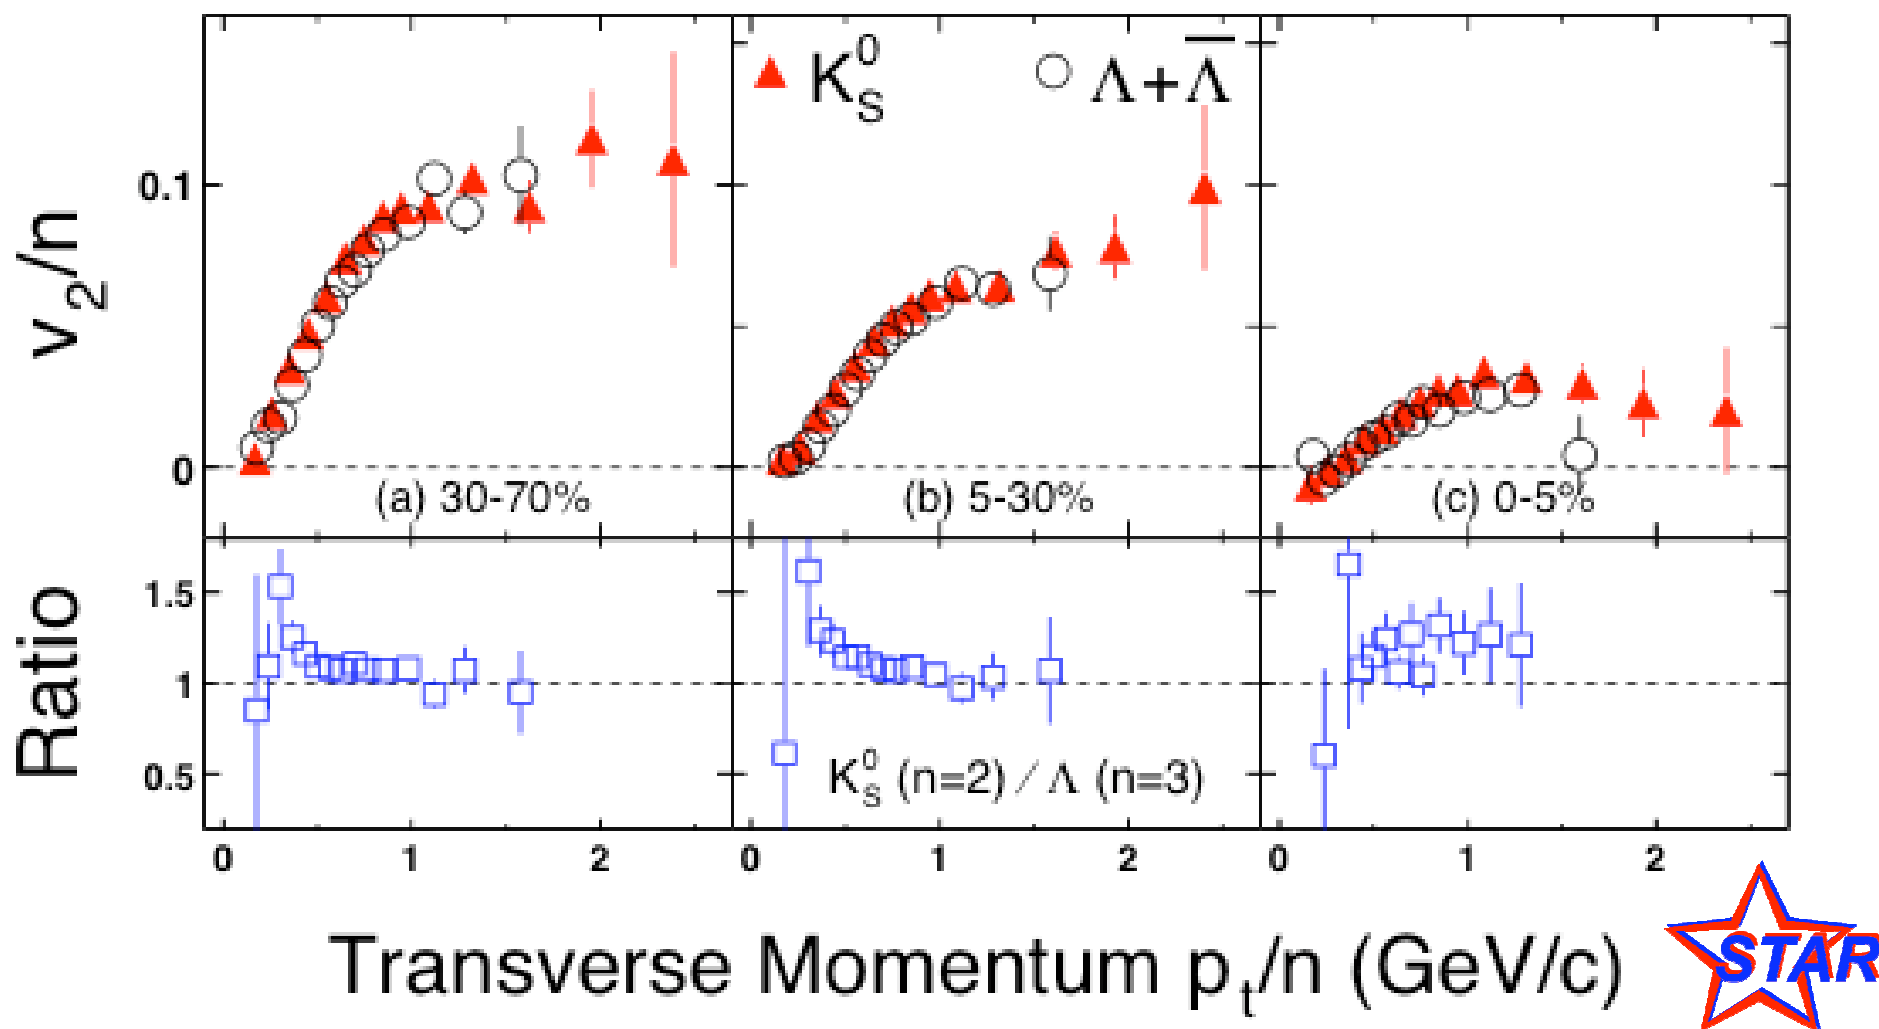 K⁰S Λ+Λ̅
v₂/n
0.1
0
(a) 30-70%
(b) 5-30%
(c) 0-5%
Ratio
1.5
1
0.5
K⁰S (n=2) / Λ (n=3)
0 1 2 0 1 2 0 1 2
Transverse Momentum pₜ/n (GeV/c)
STAR